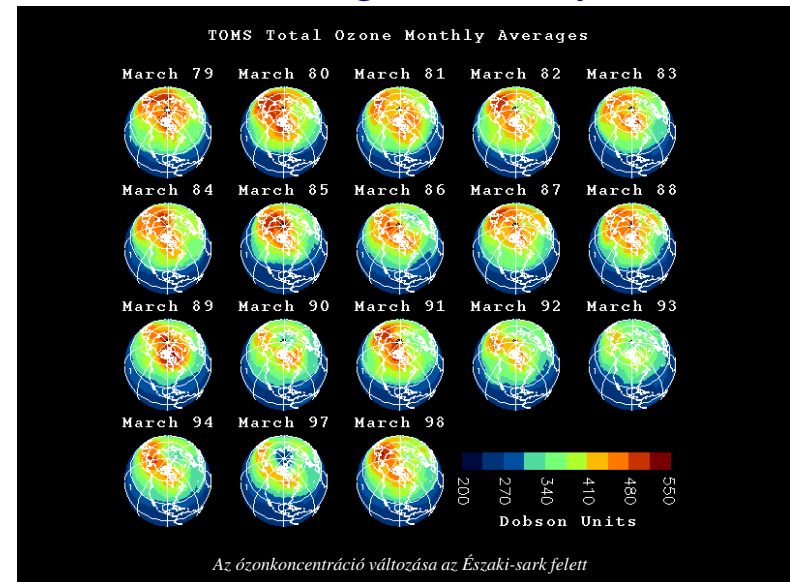 TOMS Total Ozone Monthly Averages
March 79 March 80 March 81 March 82 March 83
March 84 March 85 March 86 March 87 March 88
March 89 March 90 March 91 March 92 March 93
March 94 March 97 March 98
200 270 340 410 480 550
Dobson Units
Az ózonkoncentráció változása az Északi-sark felett